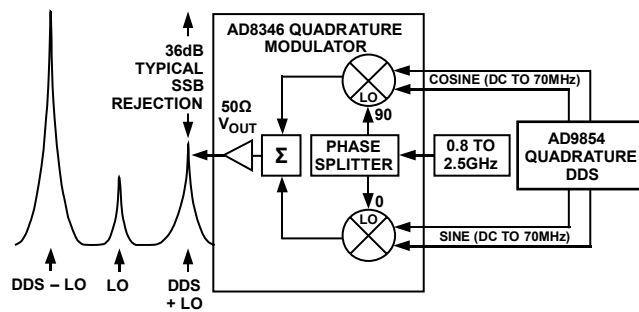 36dB
TYPICAL
SSB
REJECTION
AD8346 QUADRATURE
MODULATOR
50Ω
VOUT
Σ
LO
90
PHASE
SPLITTER
0
LO
0.8 TO
2.5GHz
COSINE (DC TO 70MHz)
AD9854
QUADRATURE
DDS
SINE (DC TO 70MHz)
DDS – LO
LO
DDS
+ LO